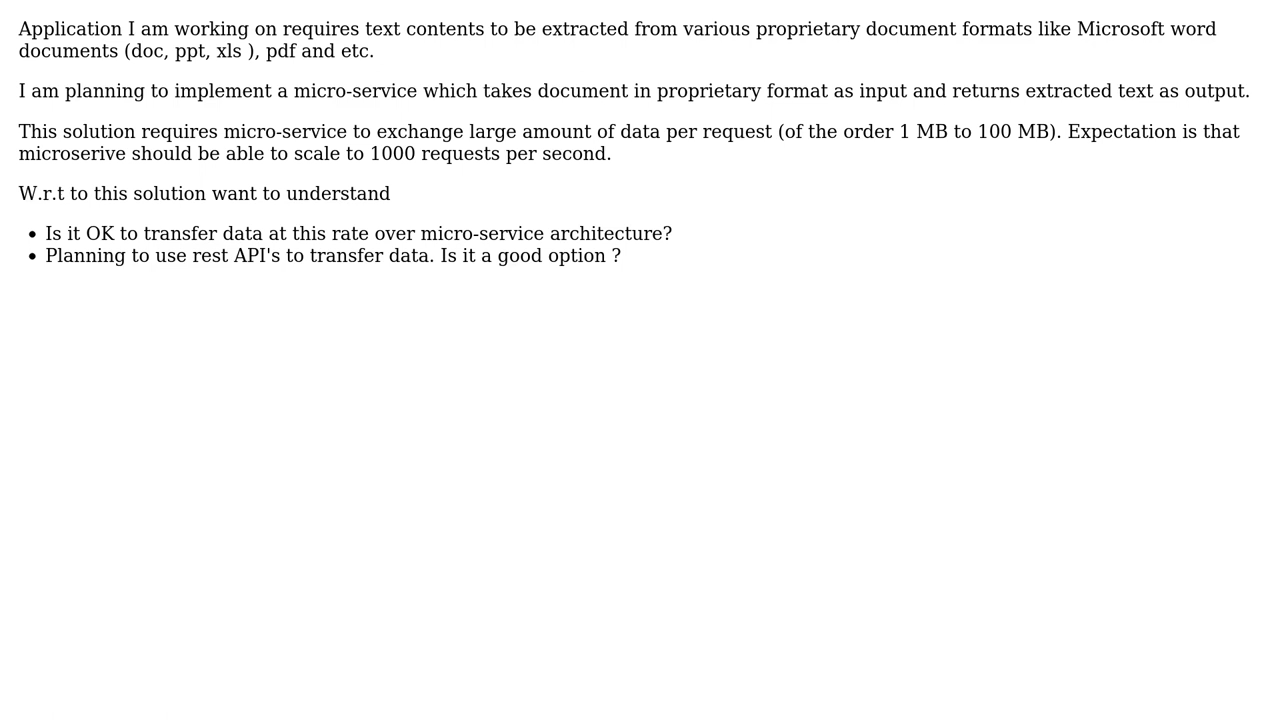 Application I am working on requires text contents to be extracted from various proprietary document formats like Microsoft word
documents (doc, ppt, xls ), pdf and etc.
I am planning to implement a micro-service which takes document in proprietary format as input and returns extracted text as output.
This solution requires micro-service to exchange large amount of data per request (of the order 1 MB to 100 MB). Expectation is that
microserive should be able to scale to 1000 requests per second.
W.r.t to this solution want to understand
• Is it OK to transfer data at this rate over micro-service architecture?
• Planning to use rest API's to transfer data. Is it a good option ?